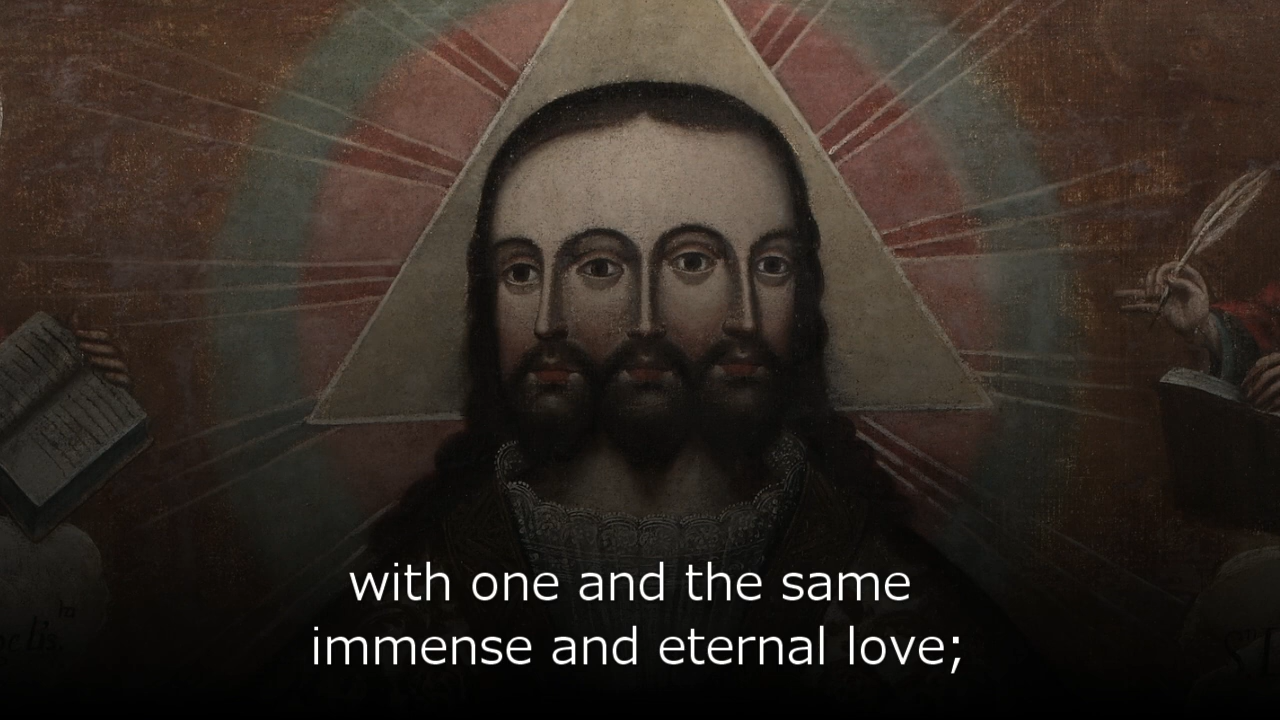 with one and the same
immense and eternal love;